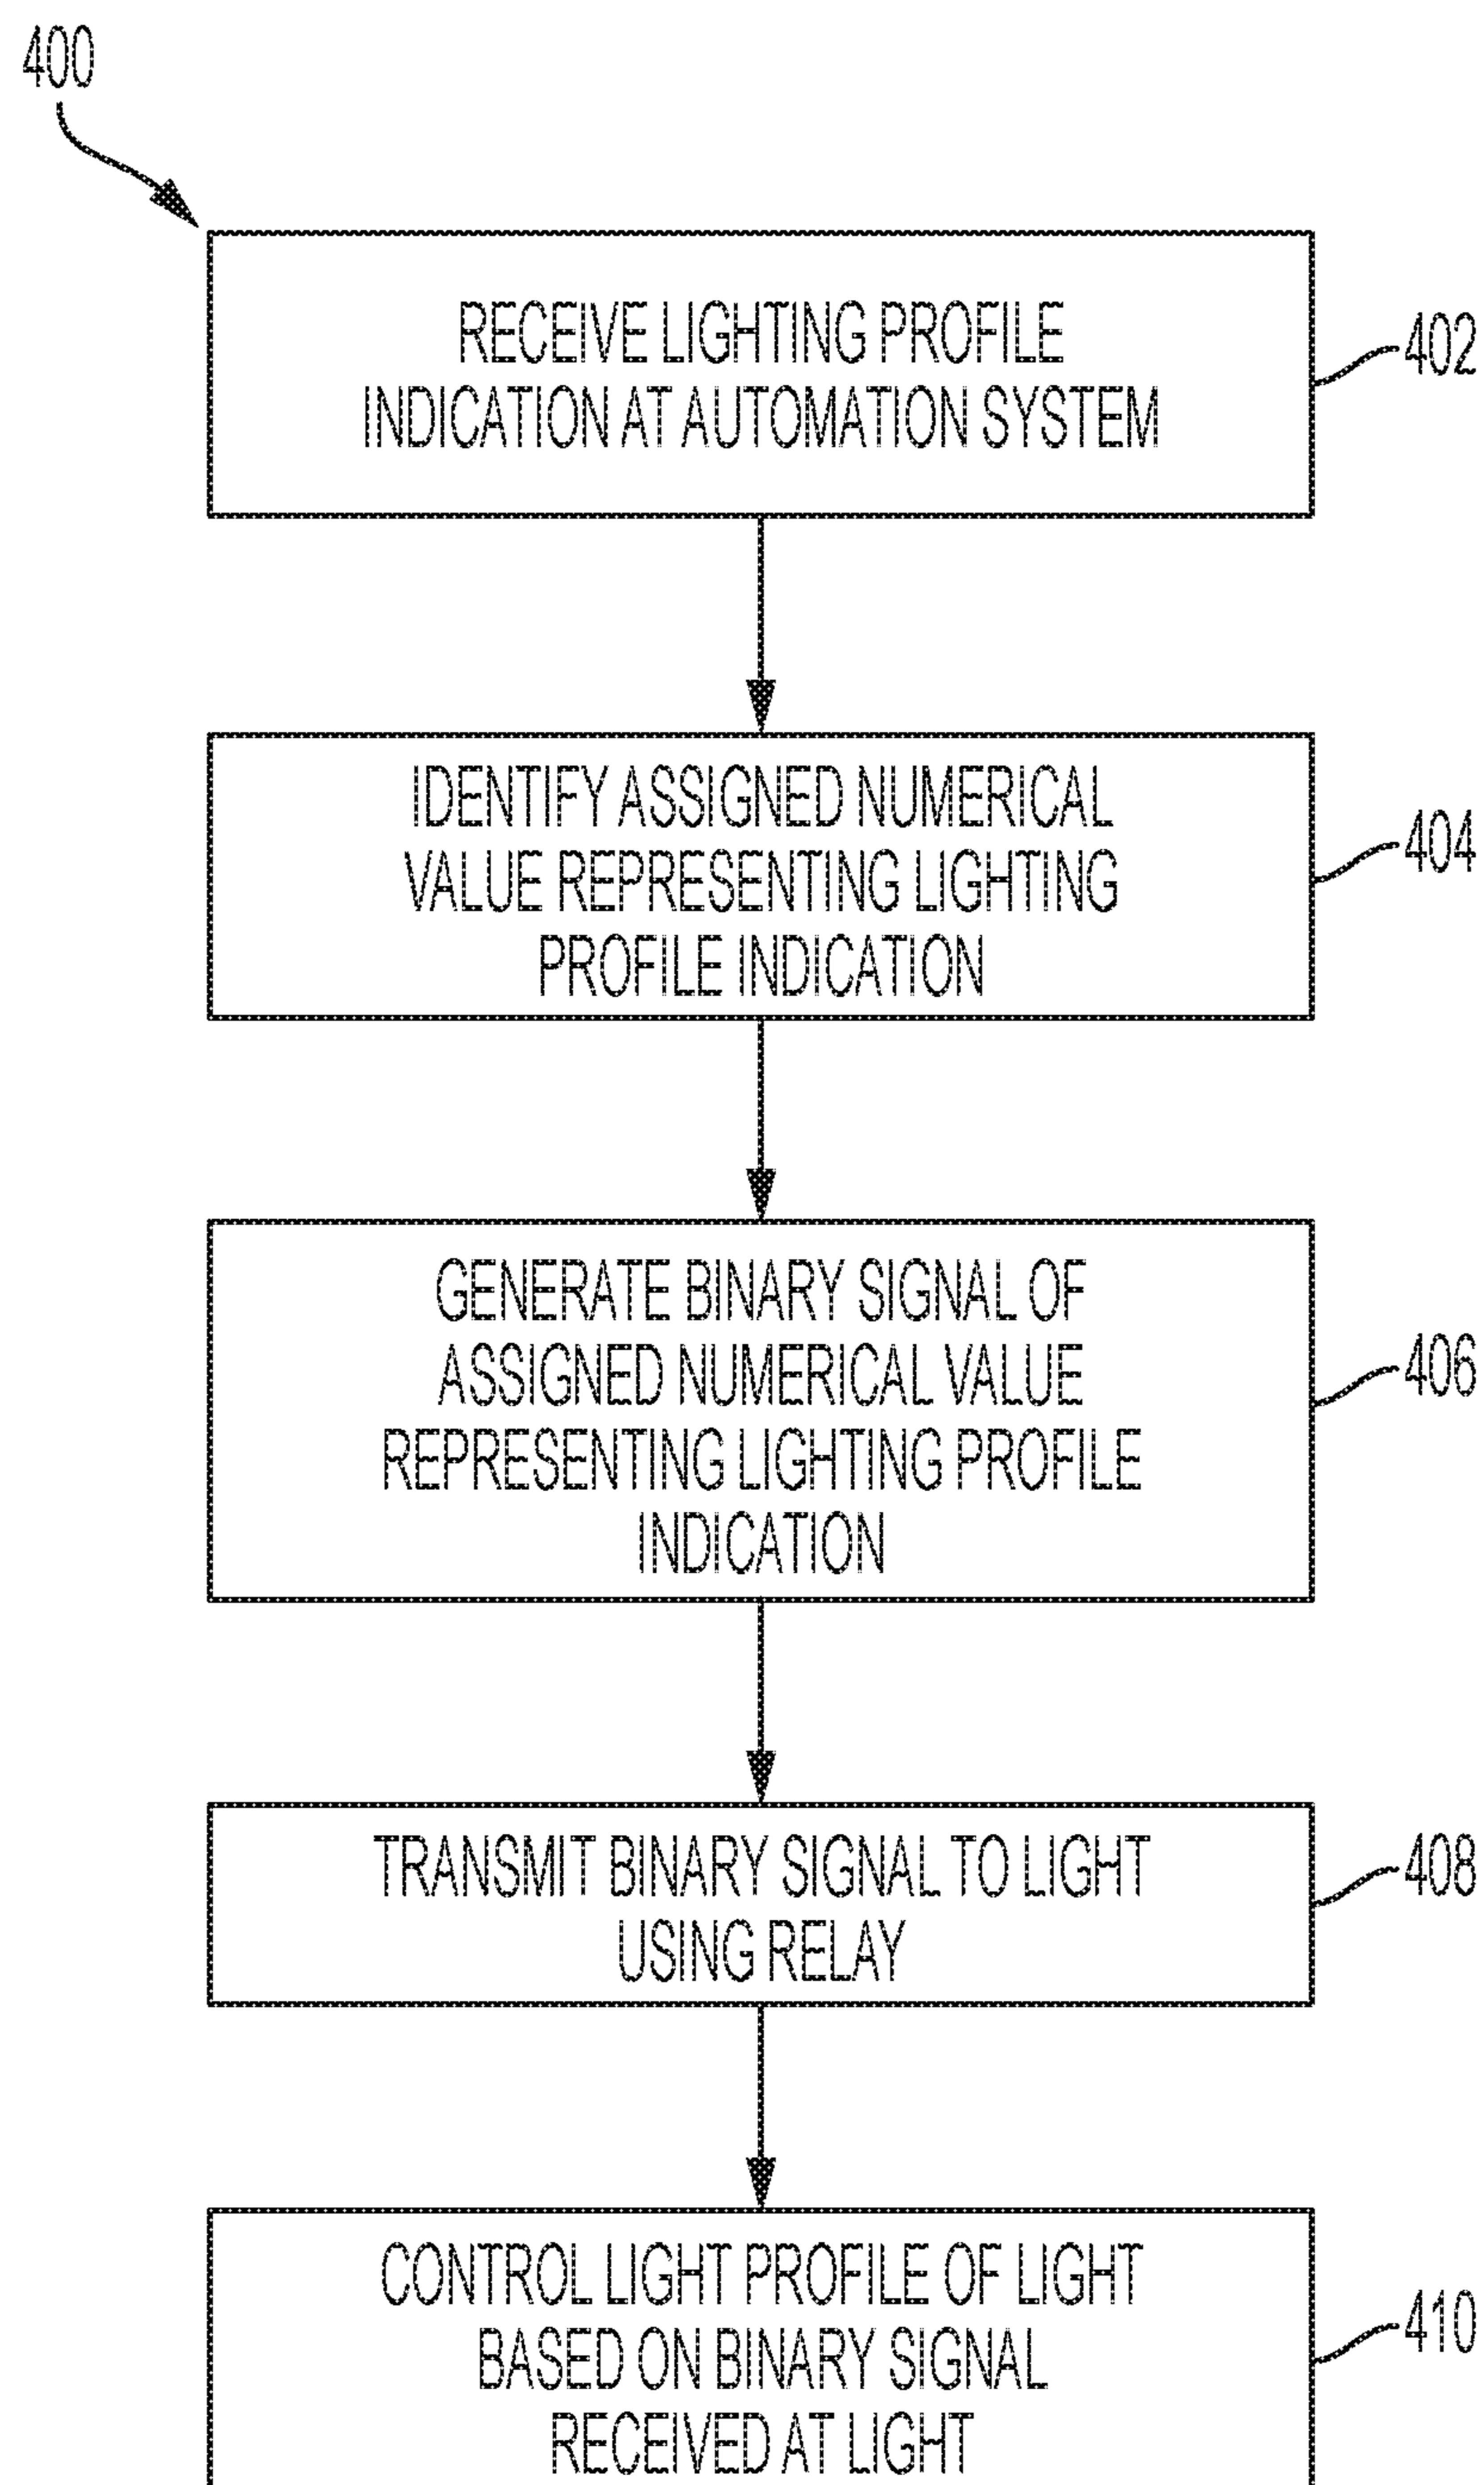 400
RECEIVE LIGHTING PROFILE
INDICATION AT AUTOMATION SYSTEM
402
IDENTIFY ASSIGNED NUMERICAL
VALUE REPRESENTING LIGHTING
PROFILE INDICATION
404
GENERATE BINARY SIGNAL OF
ASSIGNED NUMERICAL VALUE
REPRESENTING LIGHTING PROFILE
INDICATION
406
TRANSMIT BINARY SIGNAL TO LIGHT
USING RELAY
408
CONTROL LIGHT PROFILE OF LIGHT
BASED ON BINARY SIGNAL
RECEIVED AT LIGHT
410